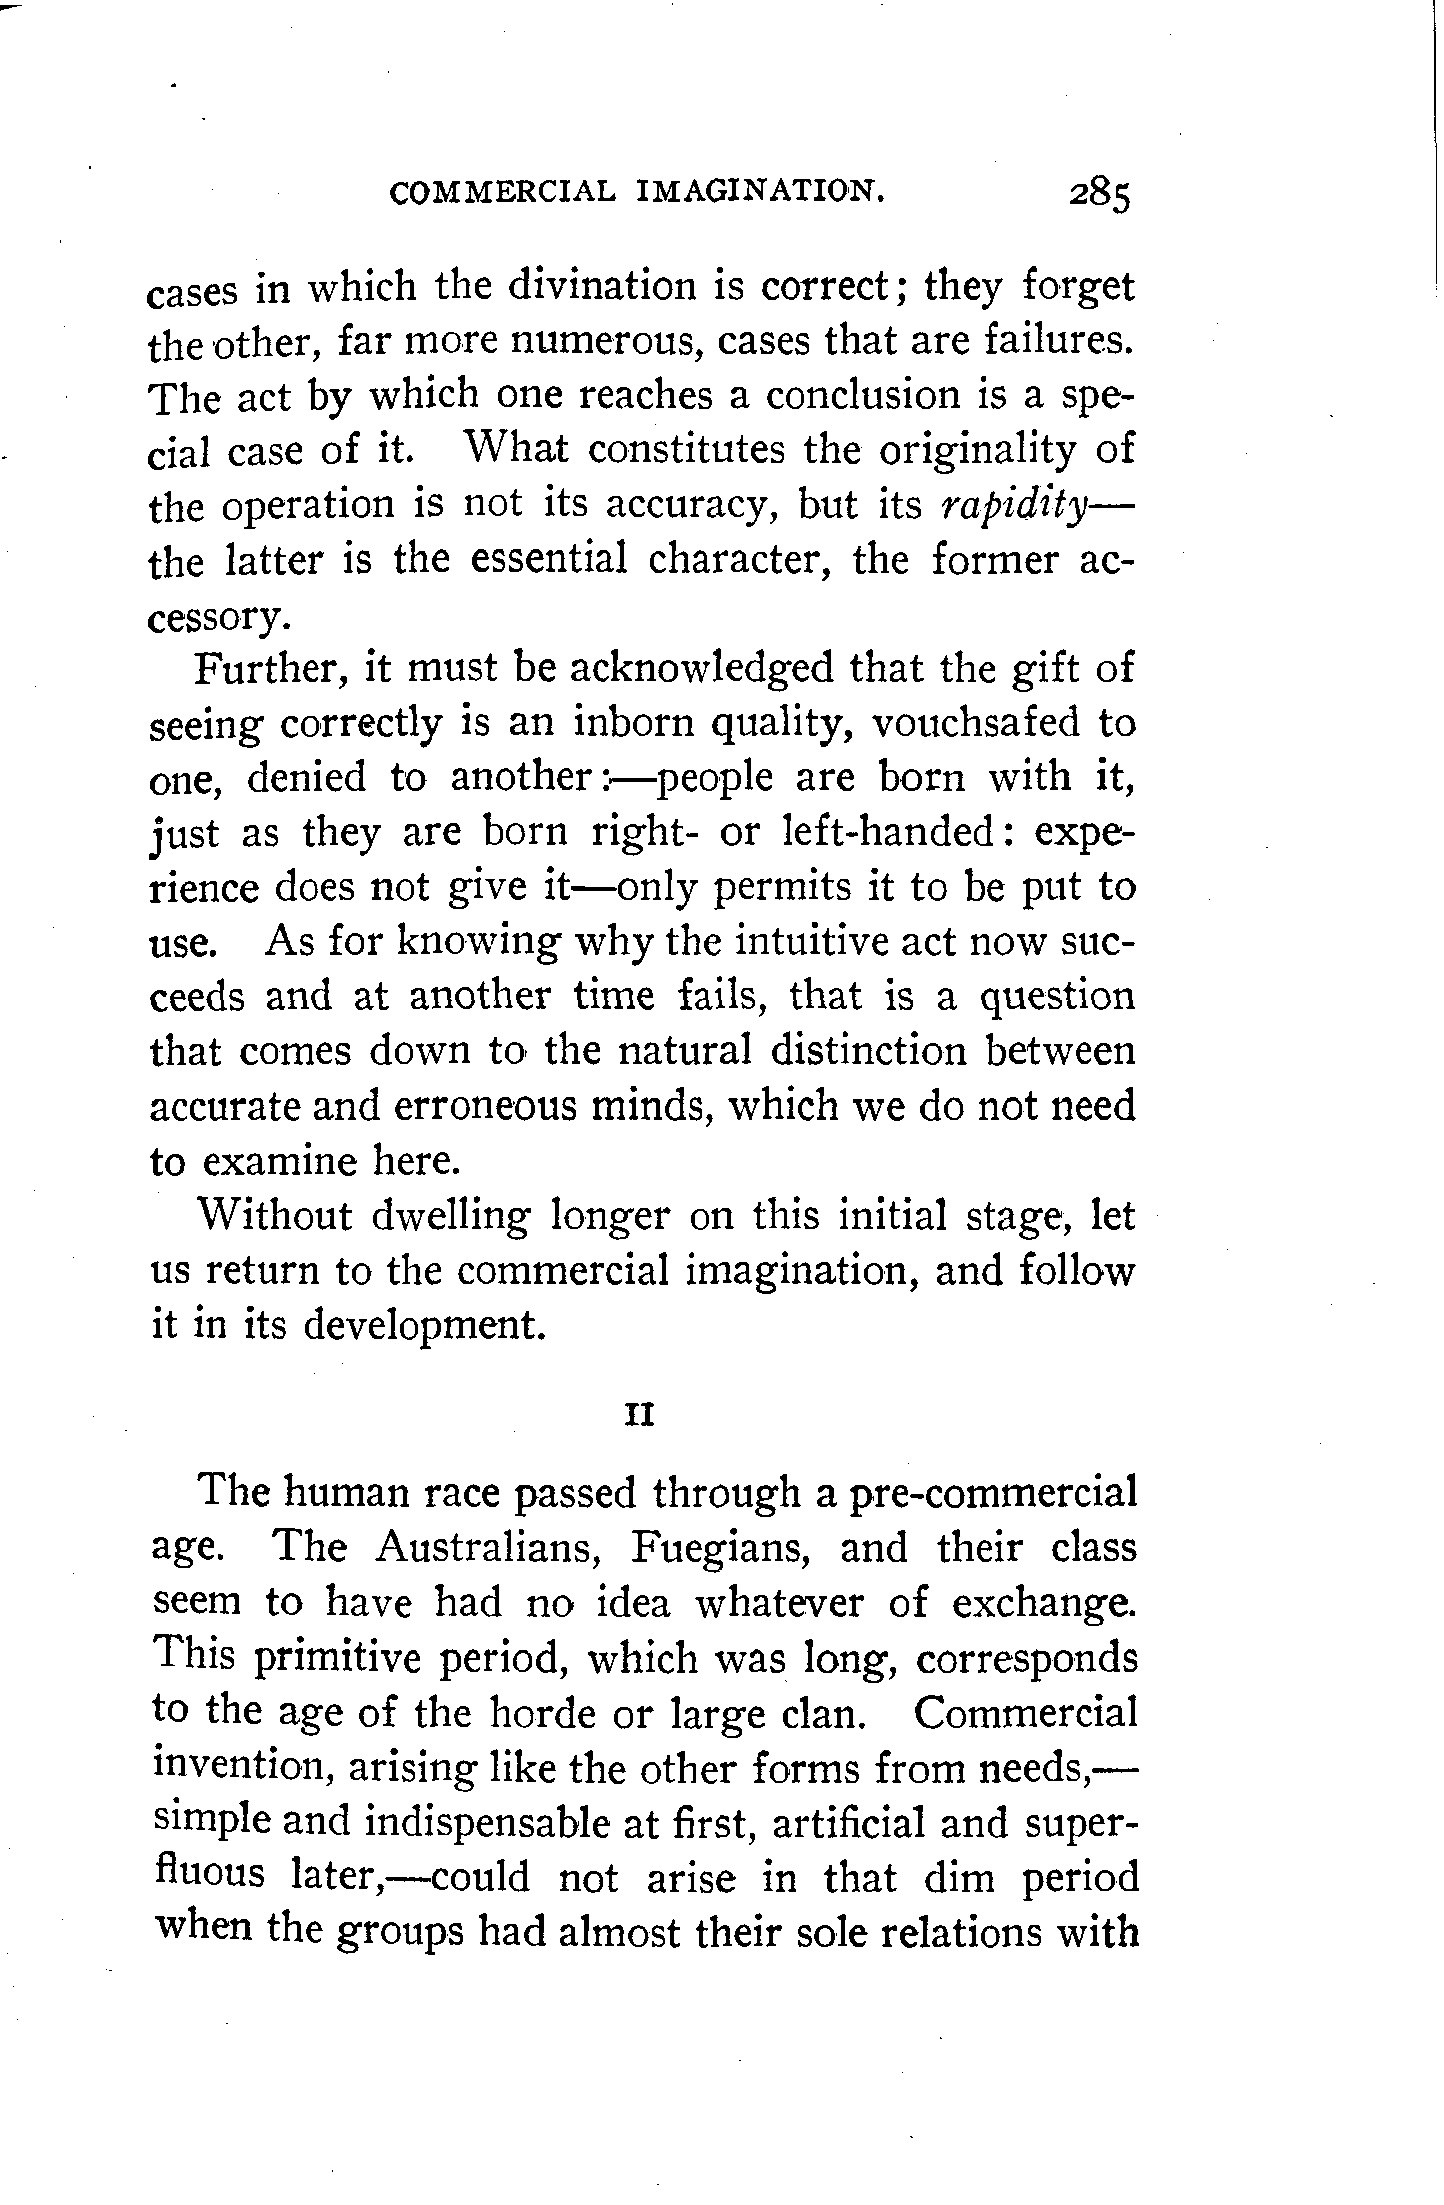 COMMERCIAL IMAGINATION. 285
cases in which the divination is correct; they forget
the other, far more numerous, cases that are failures.
The act by which one reaches a conclusion is a spe-
cial case of it. What constitutes the originality of
the operation is not its accuracy, but its rapidity—
the latter is the essential character, the former ac-
cessory.
Further, it must be acknowledged that the gift of
seeing correctly is an inborn quality, vouchsafed to
one, denied to another:—people are born with it,
just as they are born right- or left-handed: expe-
rience does not give it—only permits it to be put to
use. As for knowing why the intuitive act now suc-
ceeds and at another time fails, that is a question
that comes down to the natural distinction between
accurate and erroneous minds, which we do not need
to examine here.
Without dwelling longer on this initial stage, let
us return to the commercial imagination, and follow
it in its development.
II
The human race passed through a pre-commercial
age. The Australians, Fuegians, and their class
seem to have had no idea whatever of exchange.
This primitive period, which was long, corresponds
to the age of the horde or large clan. Commercial
invention, arising like the other forms from needs,—
simple and indispensable at first, artificial and super-
fluous later,—could not arise in that dim period
when the groups had almost their sole relations with